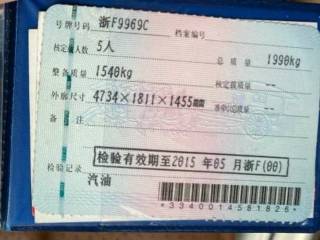 号牌号码 浙F9969C 档案编号
核定载人数 5人 总质量 1990kg
整备质量 1540kg 核定载质量 --
外廓尺寸 4734×1811×1455mm 准牵引总质量 --
备注
检验有效期至2015年05月浙F(00)
检验记录
汽油
*3340014581826*